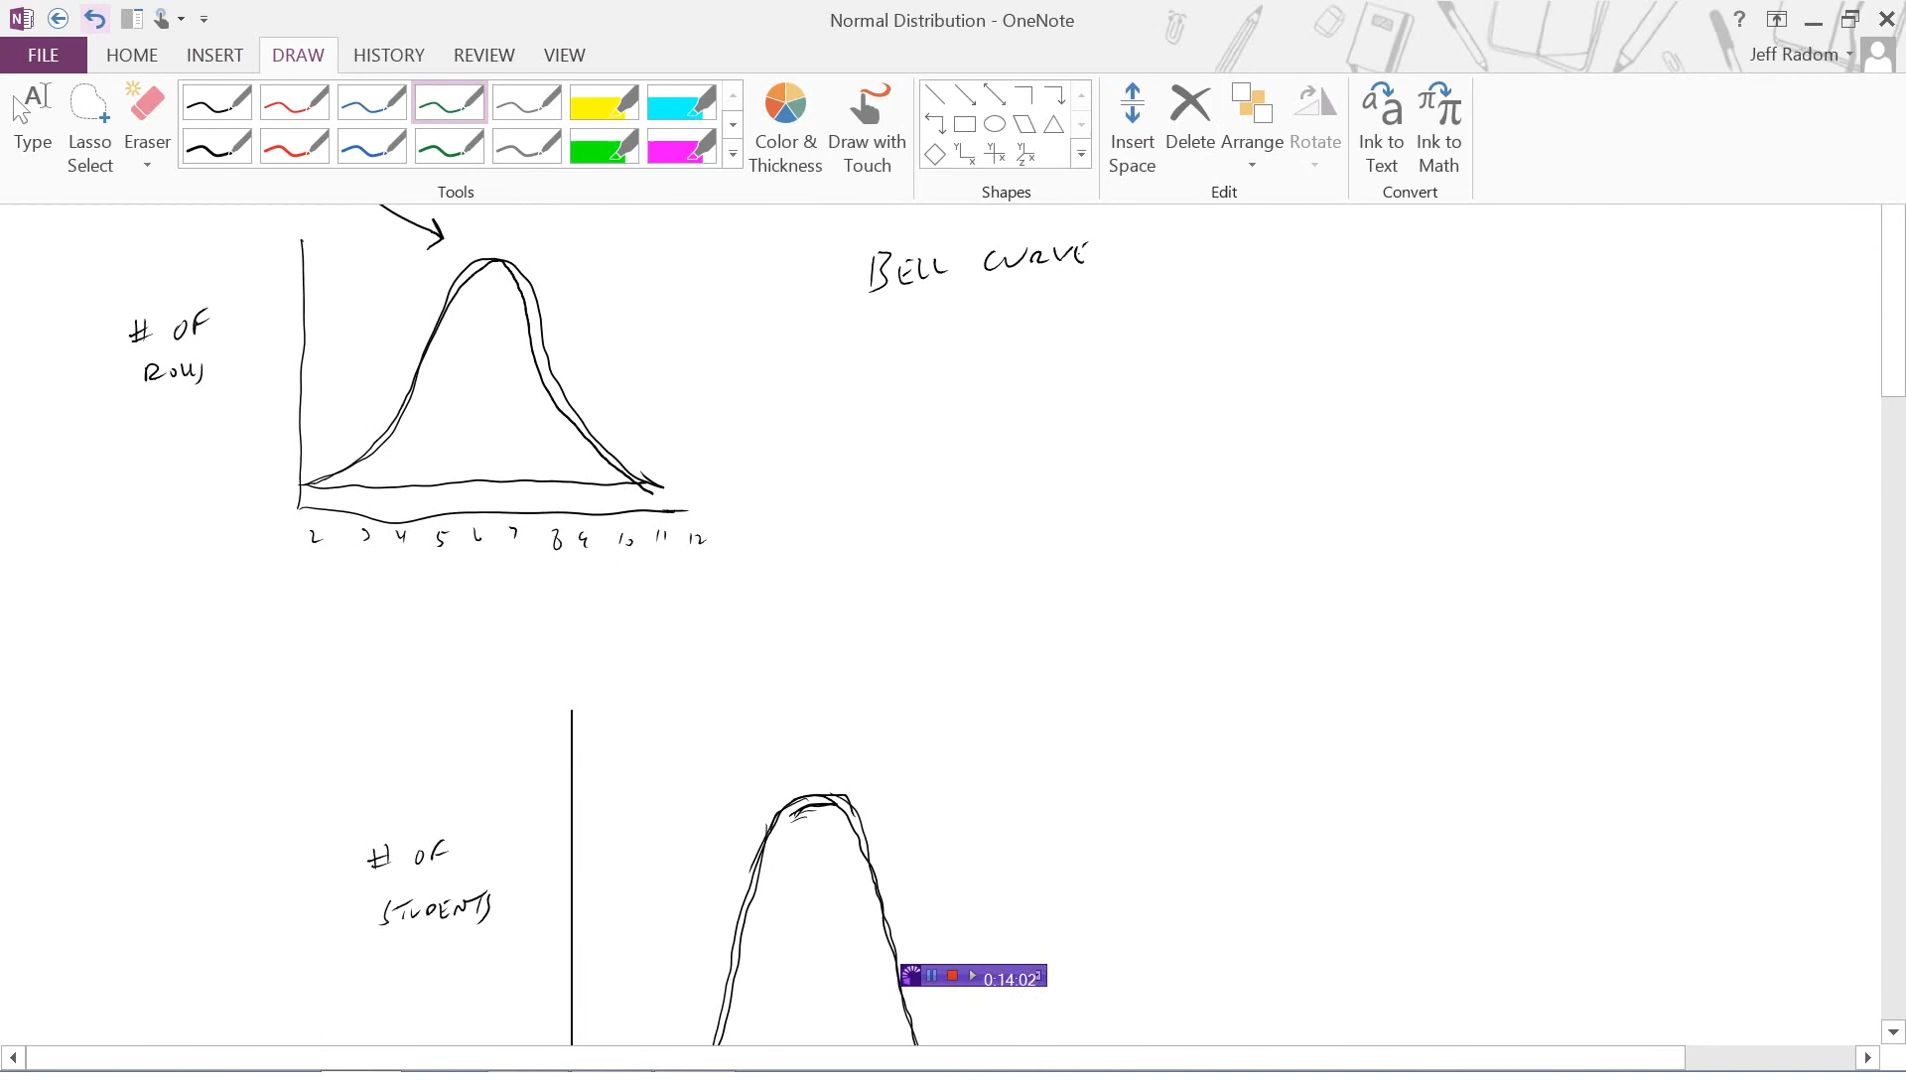 Normal Distribution - OneNote
?
FILE HOME INSERT DRAW HISTORY REVIEW VIEW
Jeff Radom
Type
Lasso Select
Eraser
Color & Thickness
Draw with Touch
Insert Space
Delete
Arrange
Rotate
Ink to Text
Ink to Math
Tools
Shapes
Edit
Convert
BELL CURVE
# OF
ROLLS
2 3 4 5 6 7 8 9 10 11 12
# OF
STUDENTS
0:14:02